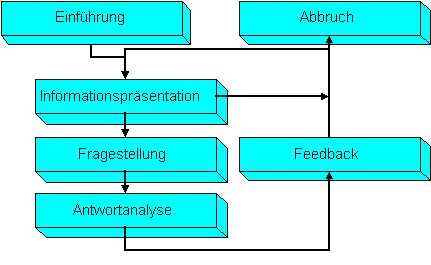 Einführung
Abbruch
Informationspräsentation
Fragestellung
Feedback
Antwortanalyse